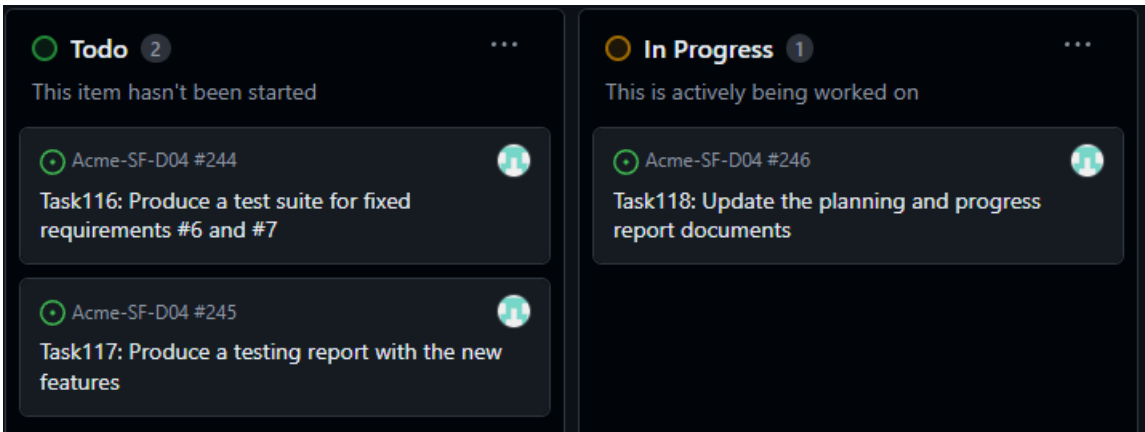 Todo 2 ...
This item hasn't been started
Acme-SF-D04 #244
Task116: Produce a test suite for fixed
requirements #6 and #7
Acme-SF-D04 #245
Task117: Produce a testing report with the new
features
In Progress 1 ...
This is actively being worked on
Acme-SF-D04 #246
Task118: Update the planning and progress
report documents